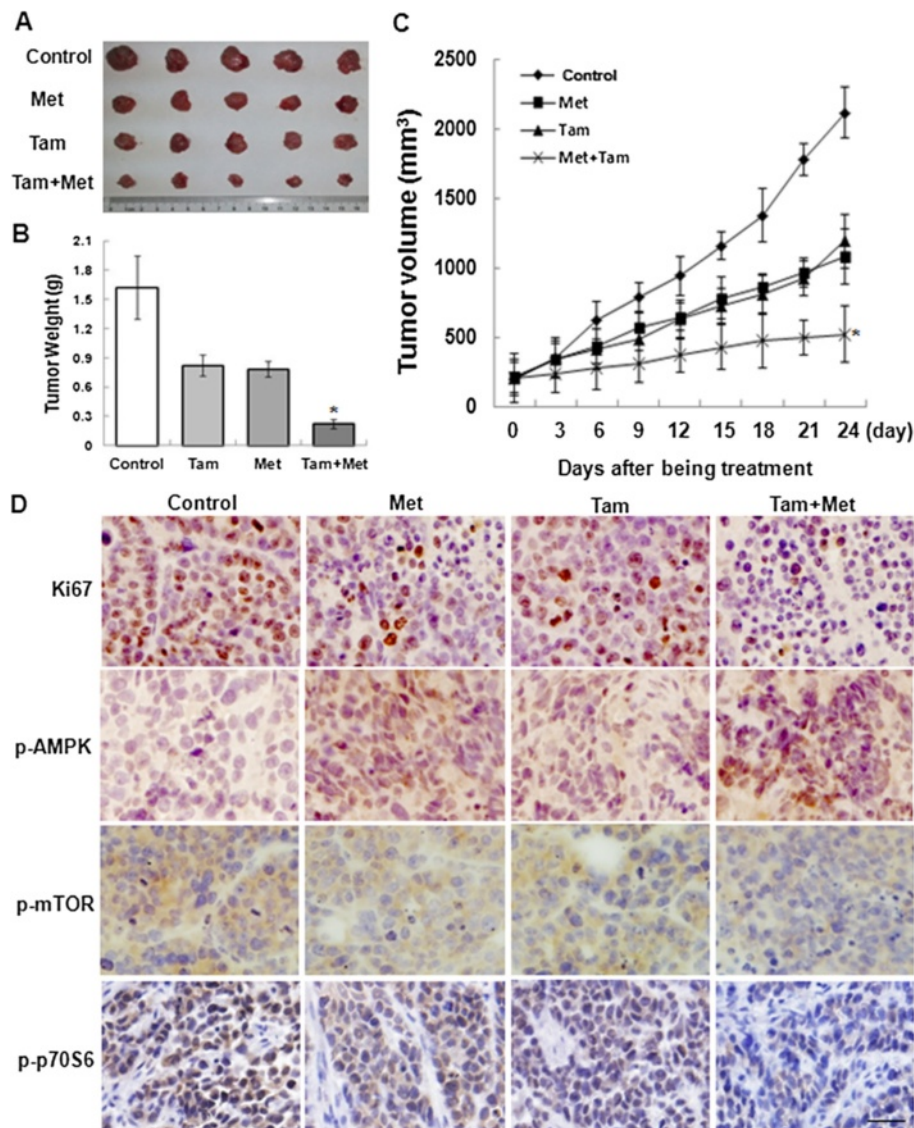 A
Control
Met
Tam
Tam+Met
B
Tumor Weight (g)
2.1
1.8
1.5
1.2
0.9
0.6
0.3
0
*
Control Tam Met Tam+Met
C
Tumor volume (mm³)
2500
2000
1500
1000
500
0
Control
Met
Tam
Met+Tam
*
0 3 6 9 12 15 18 21 24 (day)
Days after being treatment
D
Control Met Tam Tam+Met
Ki67
p-AMPK
p-mTOR
p-p70S6